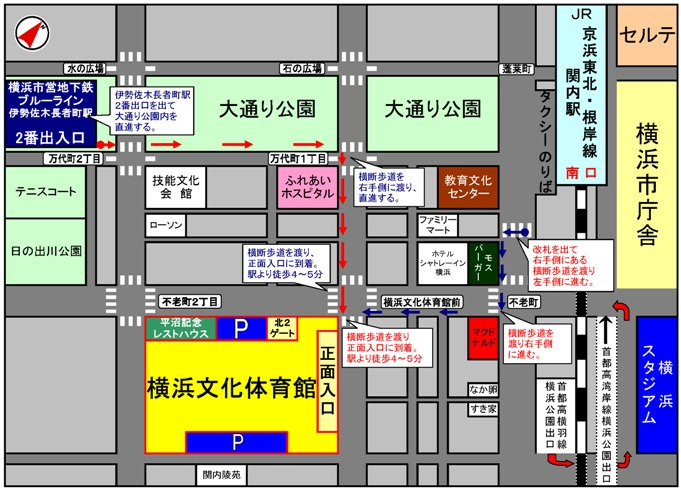 JR
京浜東北・根岸線
関内駅
南口
セルテ
水の広場
石の広場
蓬莱町
横浜市営地下鉄
ブルーライン
伊勢佐木長者町駅
2番出入口
伊勢佐木長者町駅
2番出口を出て
大通り公園内を
直進する。
大通り公園
大通り公園
タクシーのりば
横浜市庁舎
万代町2丁目
万代町1丁目
テニスコート
技能文化
会館
ふれあい
ホスピタル
横断歩道を
右手側に渡り、
直進する。
教育文化
センター
ローソン
ファミリー
マート
日の出川公園
横断歩道を渡り、
正面入口に到着。
駅より徒歩4～5分
ホテル
シャトレーイン
横浜
モス
バーガー
改札を出て
右手側にある
横断歩道を渡り
左手側に進む。
不老町2丁目
横浜文化体育館前
不老町
平沼記念
レストハウス
P
北2
ゲート
正面入口
横浜文化体育館
P
横断歩道を渡り
正面入口に到着。
駅より徒歩4～5分
マクド
ナルド
横断歩道を
渡り右手側
に進む。
なか卯
すき家
首都高横羽線
横浜公園出口
首都高湾岸線横浜公園出口
横浜
スタジアム
関内陵苑